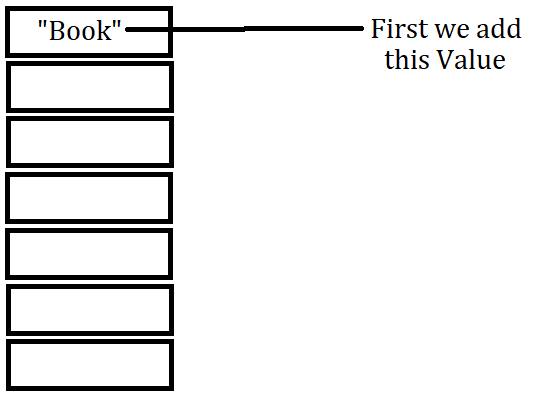 "Book"
First we add
this Value